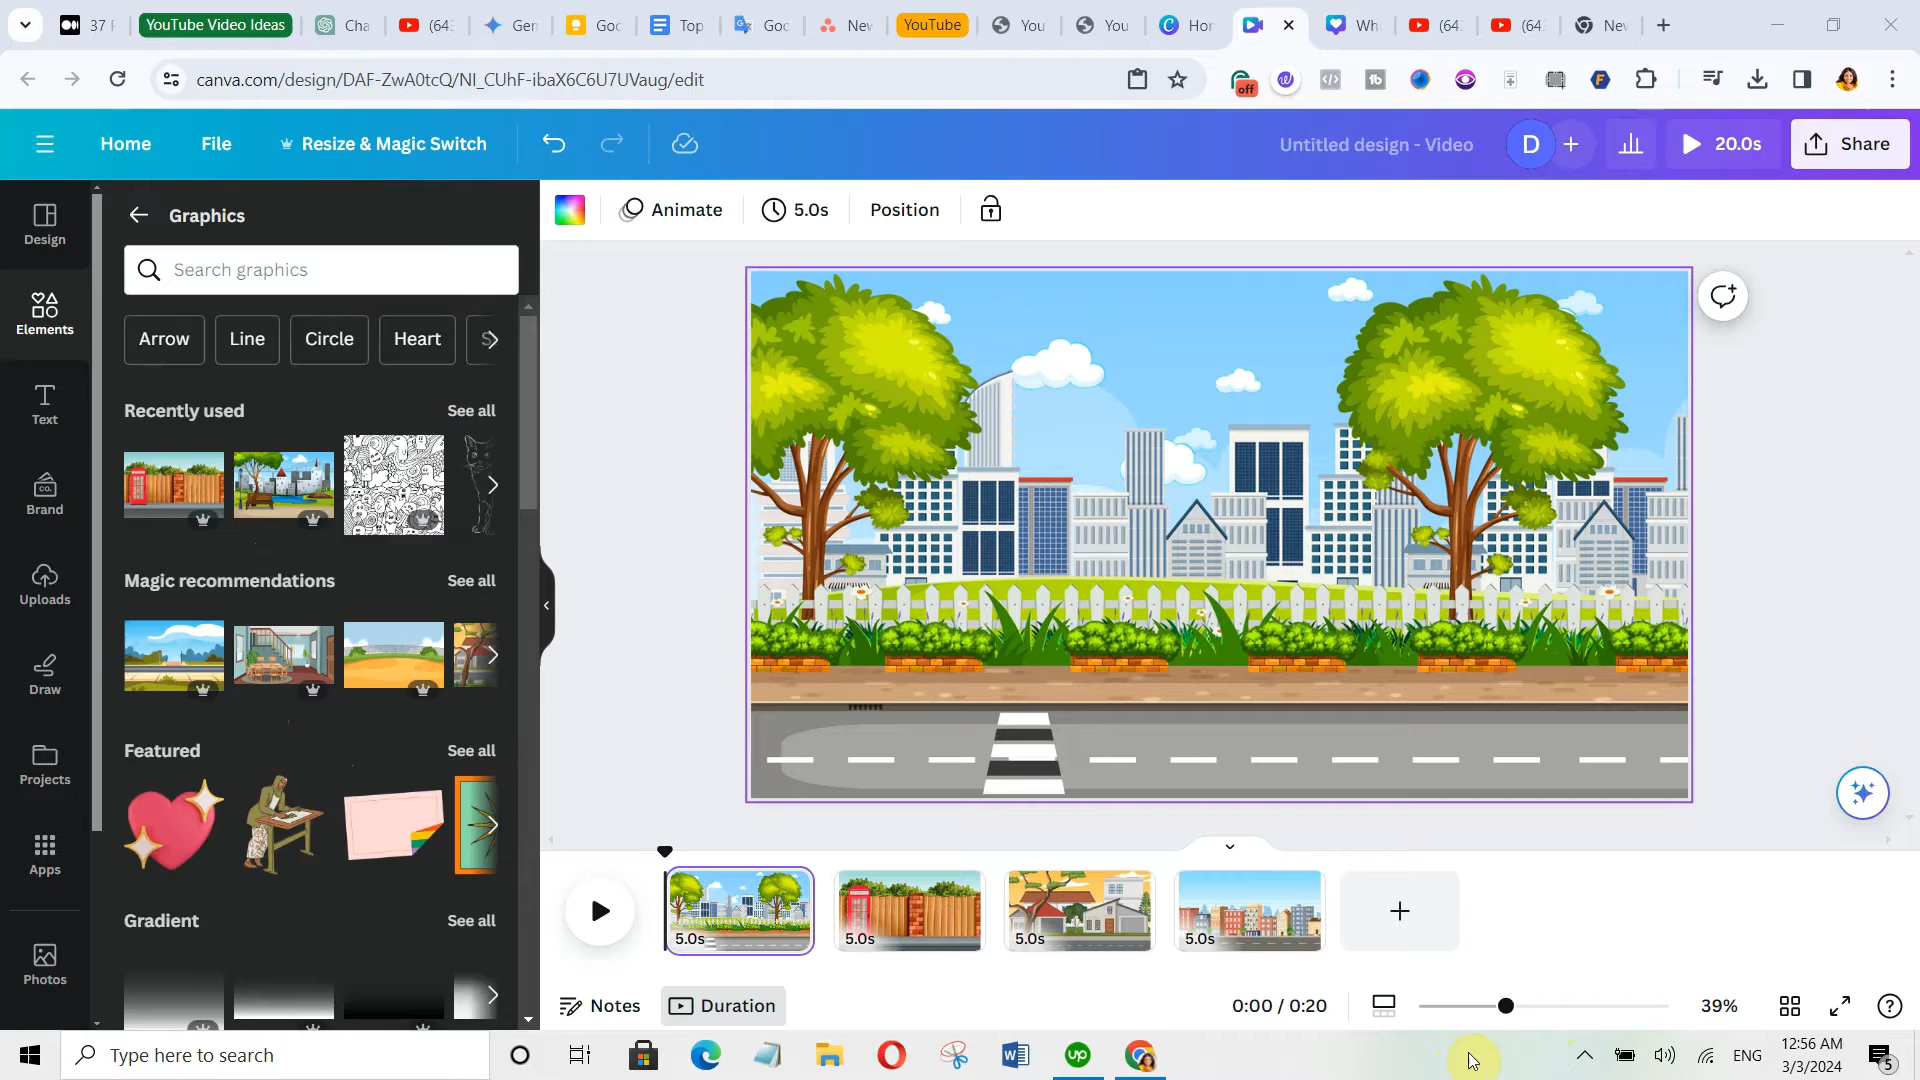 37
YouTube Video Ideas
Cha
(64
Gen
Goo
Top
Goo
Nev
YouTube
You
You
Hor
Wh
(64
(64
Nev
canva.com/design/DAF-ZwA0tcQ/NI_CUhF-ibaX6C6U7UVaug/edit
off
Home
File
Resize & Magic Switch
Untitled design - Video
D
20.0s
Share
Design
Elements
Text
Brand
Uploads
Draw
Projects
Apps
Photos
Graphics
Search graphics
Arrow
Line
Circle
Heart
Recently used
See all
Magic recommendations
See all
Featured
See all
Gradient
See all
Animate
5.0s
Position
5.0s
5.0s
5.0s
5.0s
Notes
Duration
0:00 / 0:20
39%
Type here to search
up
ENG
12:56 AM
3/3/2024
5